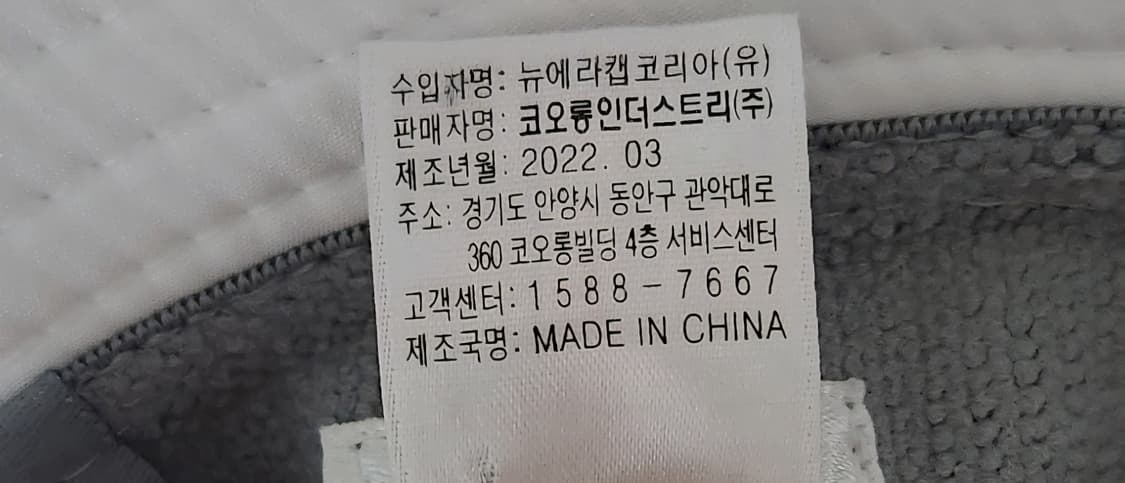 수입자명: 뉴에라캡코리아(유)
판매자명: 코오롱인더스트리(주)
제조년월: 2022. 03
주소: 경기도 안양시 동안구 관악대로
360 코오롱빌딩 4층 서비스센터
고객센터: 1588-7667
제조국명: MADE IN CHINA